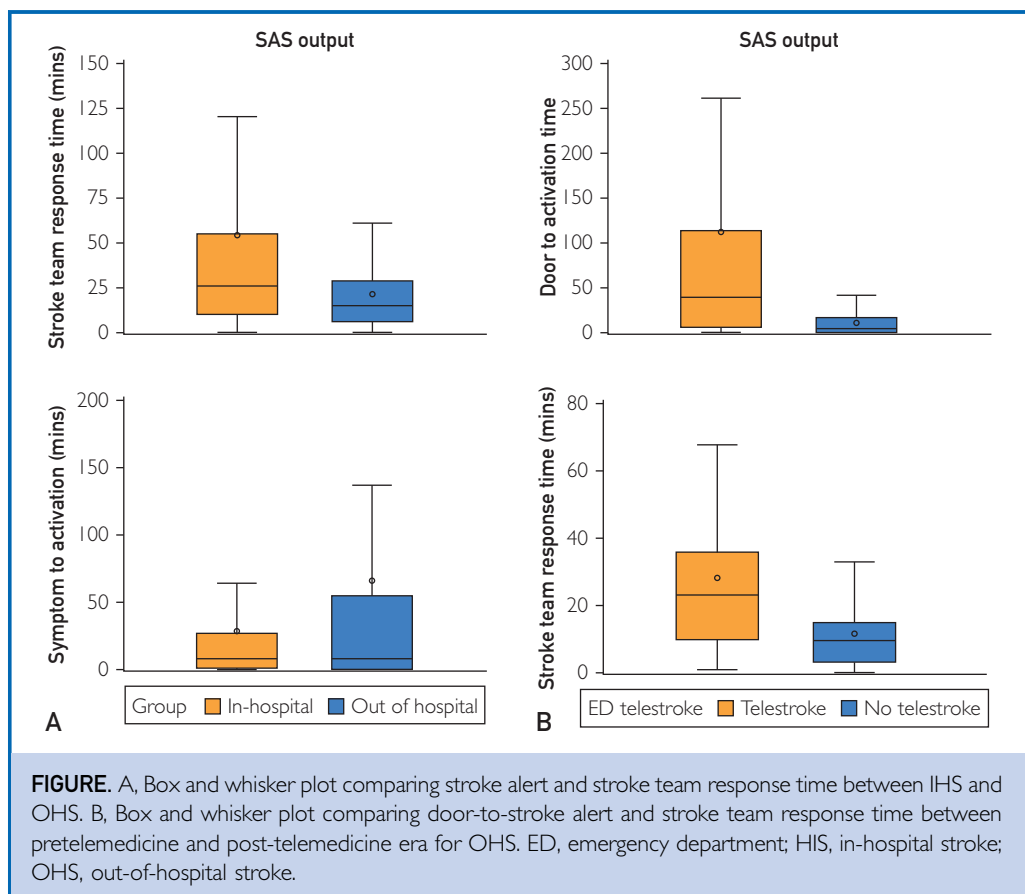 SAS output
Stroke team response time (mins)
150
125
100
75
50
25
0
Symptom to activation (mins)
200
150
100
50
0
Group In-hospital Out of hospital
A
SAS output
Door to activation time
300
250
200
150
100
50
0
Stroke team response time (mins)
80
60
40
20
0
ED telestroke Telestroke No telestroke
B
FIGURE. A, Box and whisker plot comparing stroke alert and stroke team response time between IHS and
OHS. B, Box and whisker plot comparing door-to-stroke alert and stroke team response time between
pretelemedicine and post-telemedicine era for OHS. ED, emergency department; HIS, in-hospital stroke;
OHS, out-of-hospital stroke.